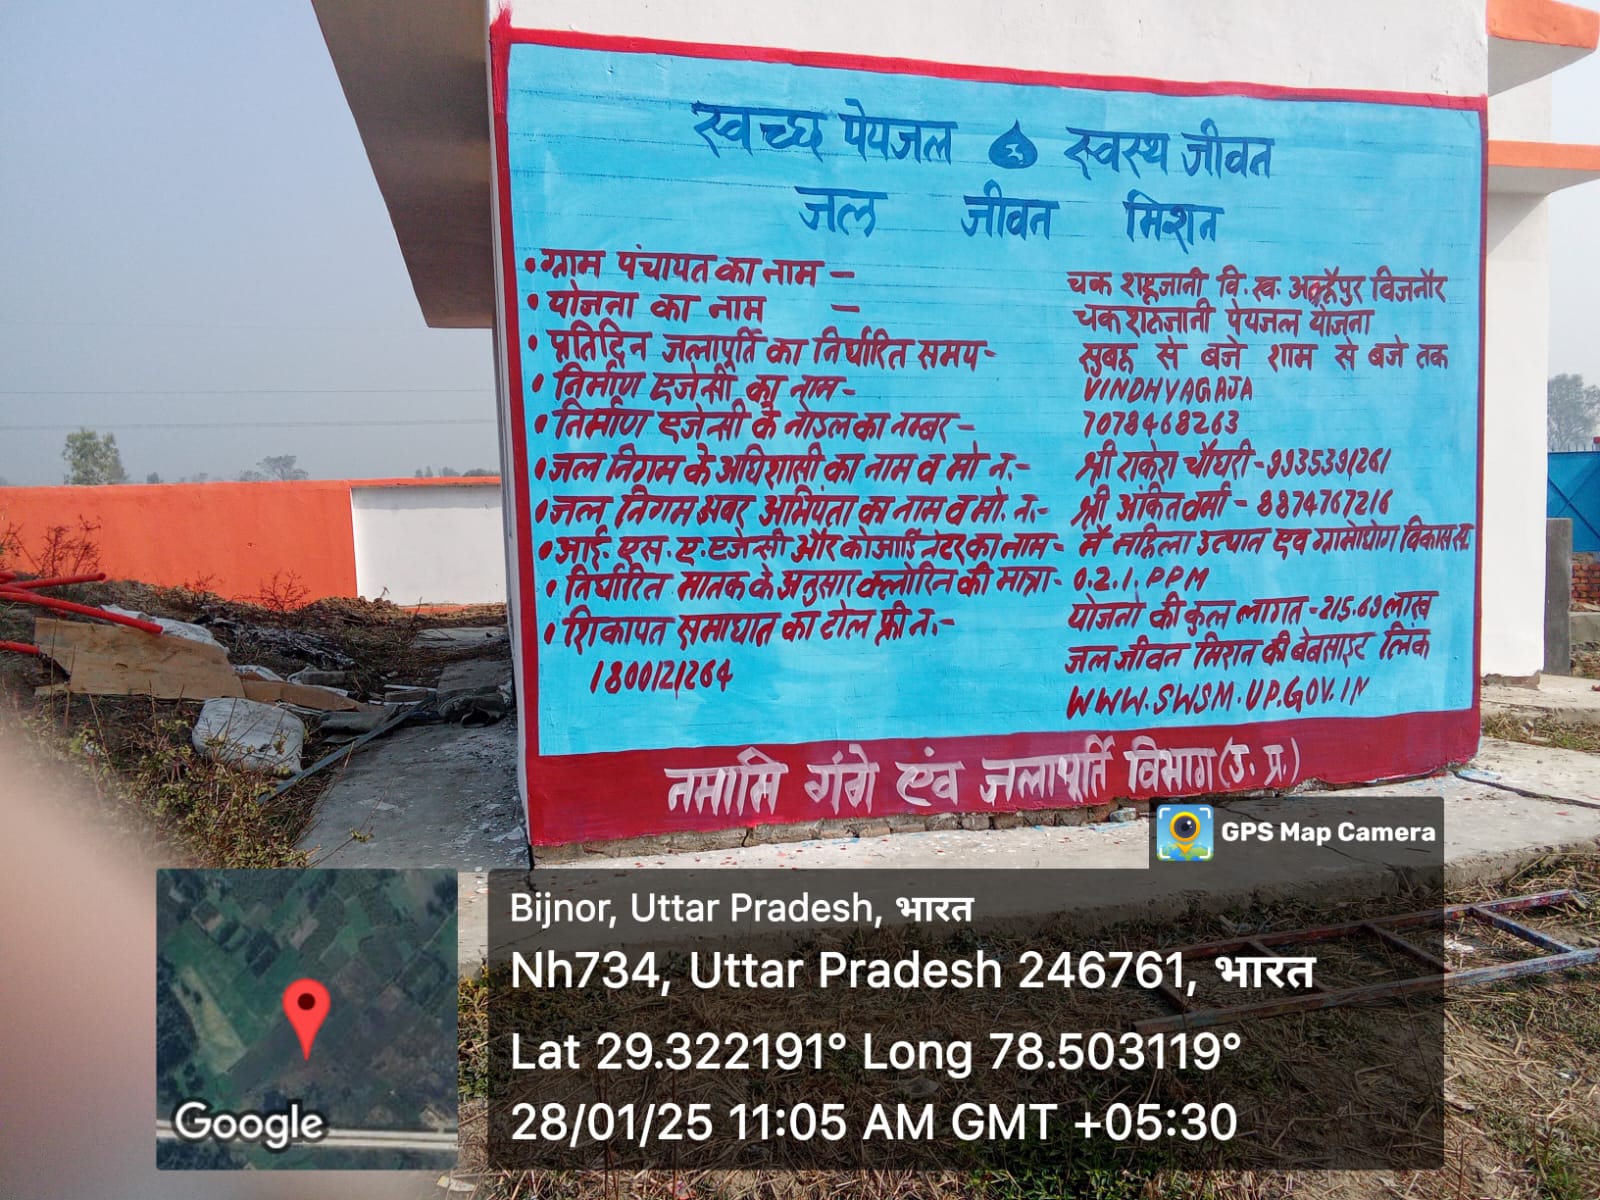 स्वच्छ पेयजल स्वस्थ जीवन
जल जीवन मिशन
• ग्राम पंचायत का नाम – चक शहजानी वि.ख. अल्हैपुर बिजनौर
• योजना का नाम – चकशहजानी पेयजल योजना
• प्रतिदिन जलापूर्ति का निर्धारित समय- सुबह से बजे शाम से बजे तक
• निर्माण एजेंसी का नाम- VINDHYAGAJA
• निर्माण एजेन्सी के नोडल का नम्बर – 7078468263
• जल निगम के अधिशासी का नाम व मो न.- श्री राकेश चौधरी - 9935391261
• जल निगम अवर अभियंता का नाम व मो. न.- श्री अंकित वर्मा - 8874767216
• आई. एस. ए. एजेन्सी और कोआर्डिनेटर का नाम- मै महिला उत्थान एवं ग्रामोद्योग विकास स.
• निर्धारित मानक के अनुसार क्लोरिन की मात्रा- 0.2.1.PPM
योजना की कुल लागत -215.69 लाख
• शिकायत समाधान का टोल फ्री न.-
जल जीवन मिशन की बेबसाइट लिंक
1800121264
WWW.SWSM.UP.GOV.IN
नमामि गंगे एंव जलापूर्ति विभाग (उ. प्र.)
GPS Map Camera
Bijnor, Uttar Pradesh, भारत
Nh734, Uttar Pradesh 246761, भारत
Lat 29.322191° Long 78.503119°
28/01/25 11:05 AM GMT +05:30
Google